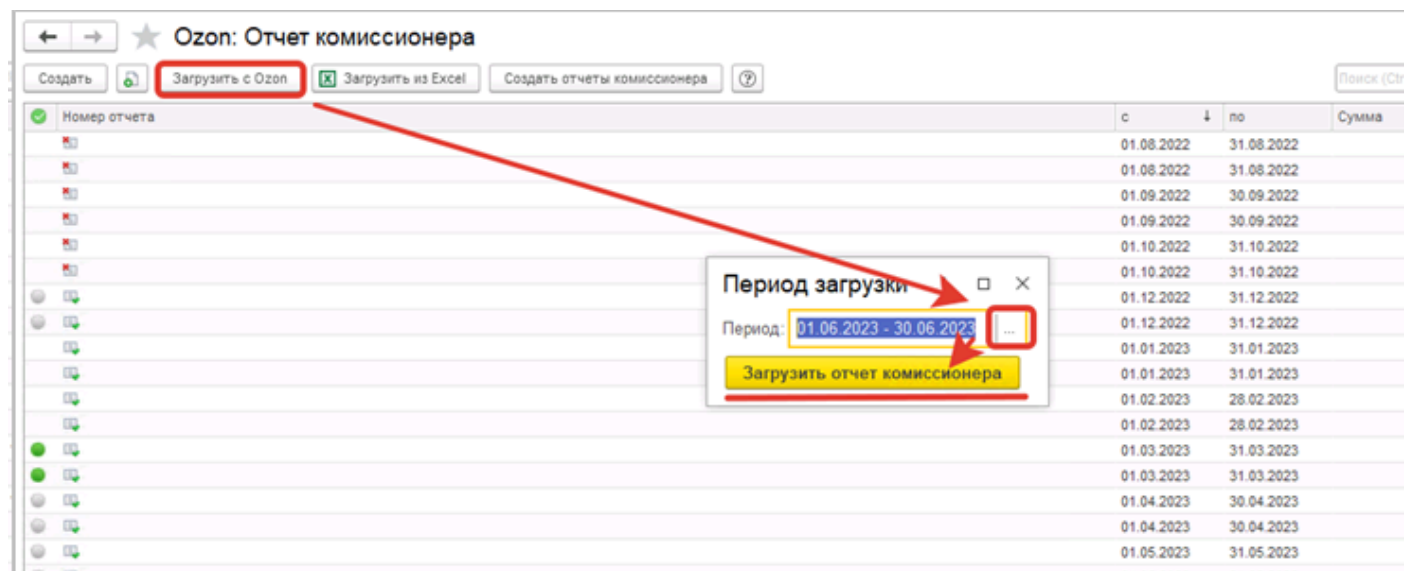 Ozon: Отчет комиссионера
Создать Загрузить с Ozon Загрузить из Excel Создать отчеты комиссионера ? Поиск (Ctr
Номер отчета с ↓ по Сумма
01.08.2022 31.08.2022
01.08.2022 31.08.2022
01.09.2022 30.09.2022
01.09.2022 30.09.2022
01.10.2022 31.10.2022
01.10.2022 31.10.2022
01.12.2022 31.12.2022
01.12.2022 31.12.2022
01.01.2023 31.01.2023
01.01.2023 31.01.2023
01.02.2023 28.02.2023
01.02.2023 28.02.2023
01.03.2023 31.03.2023
01.03.2023 31.03.2023
01.04.2023 30.04.2023
01.04.2023 30.04.2023
01.05.2023 31.05.2023
Период загрузки
Период: 01.06.2023 - 30.06.2023 ...
Загрузить отчет комиссионера